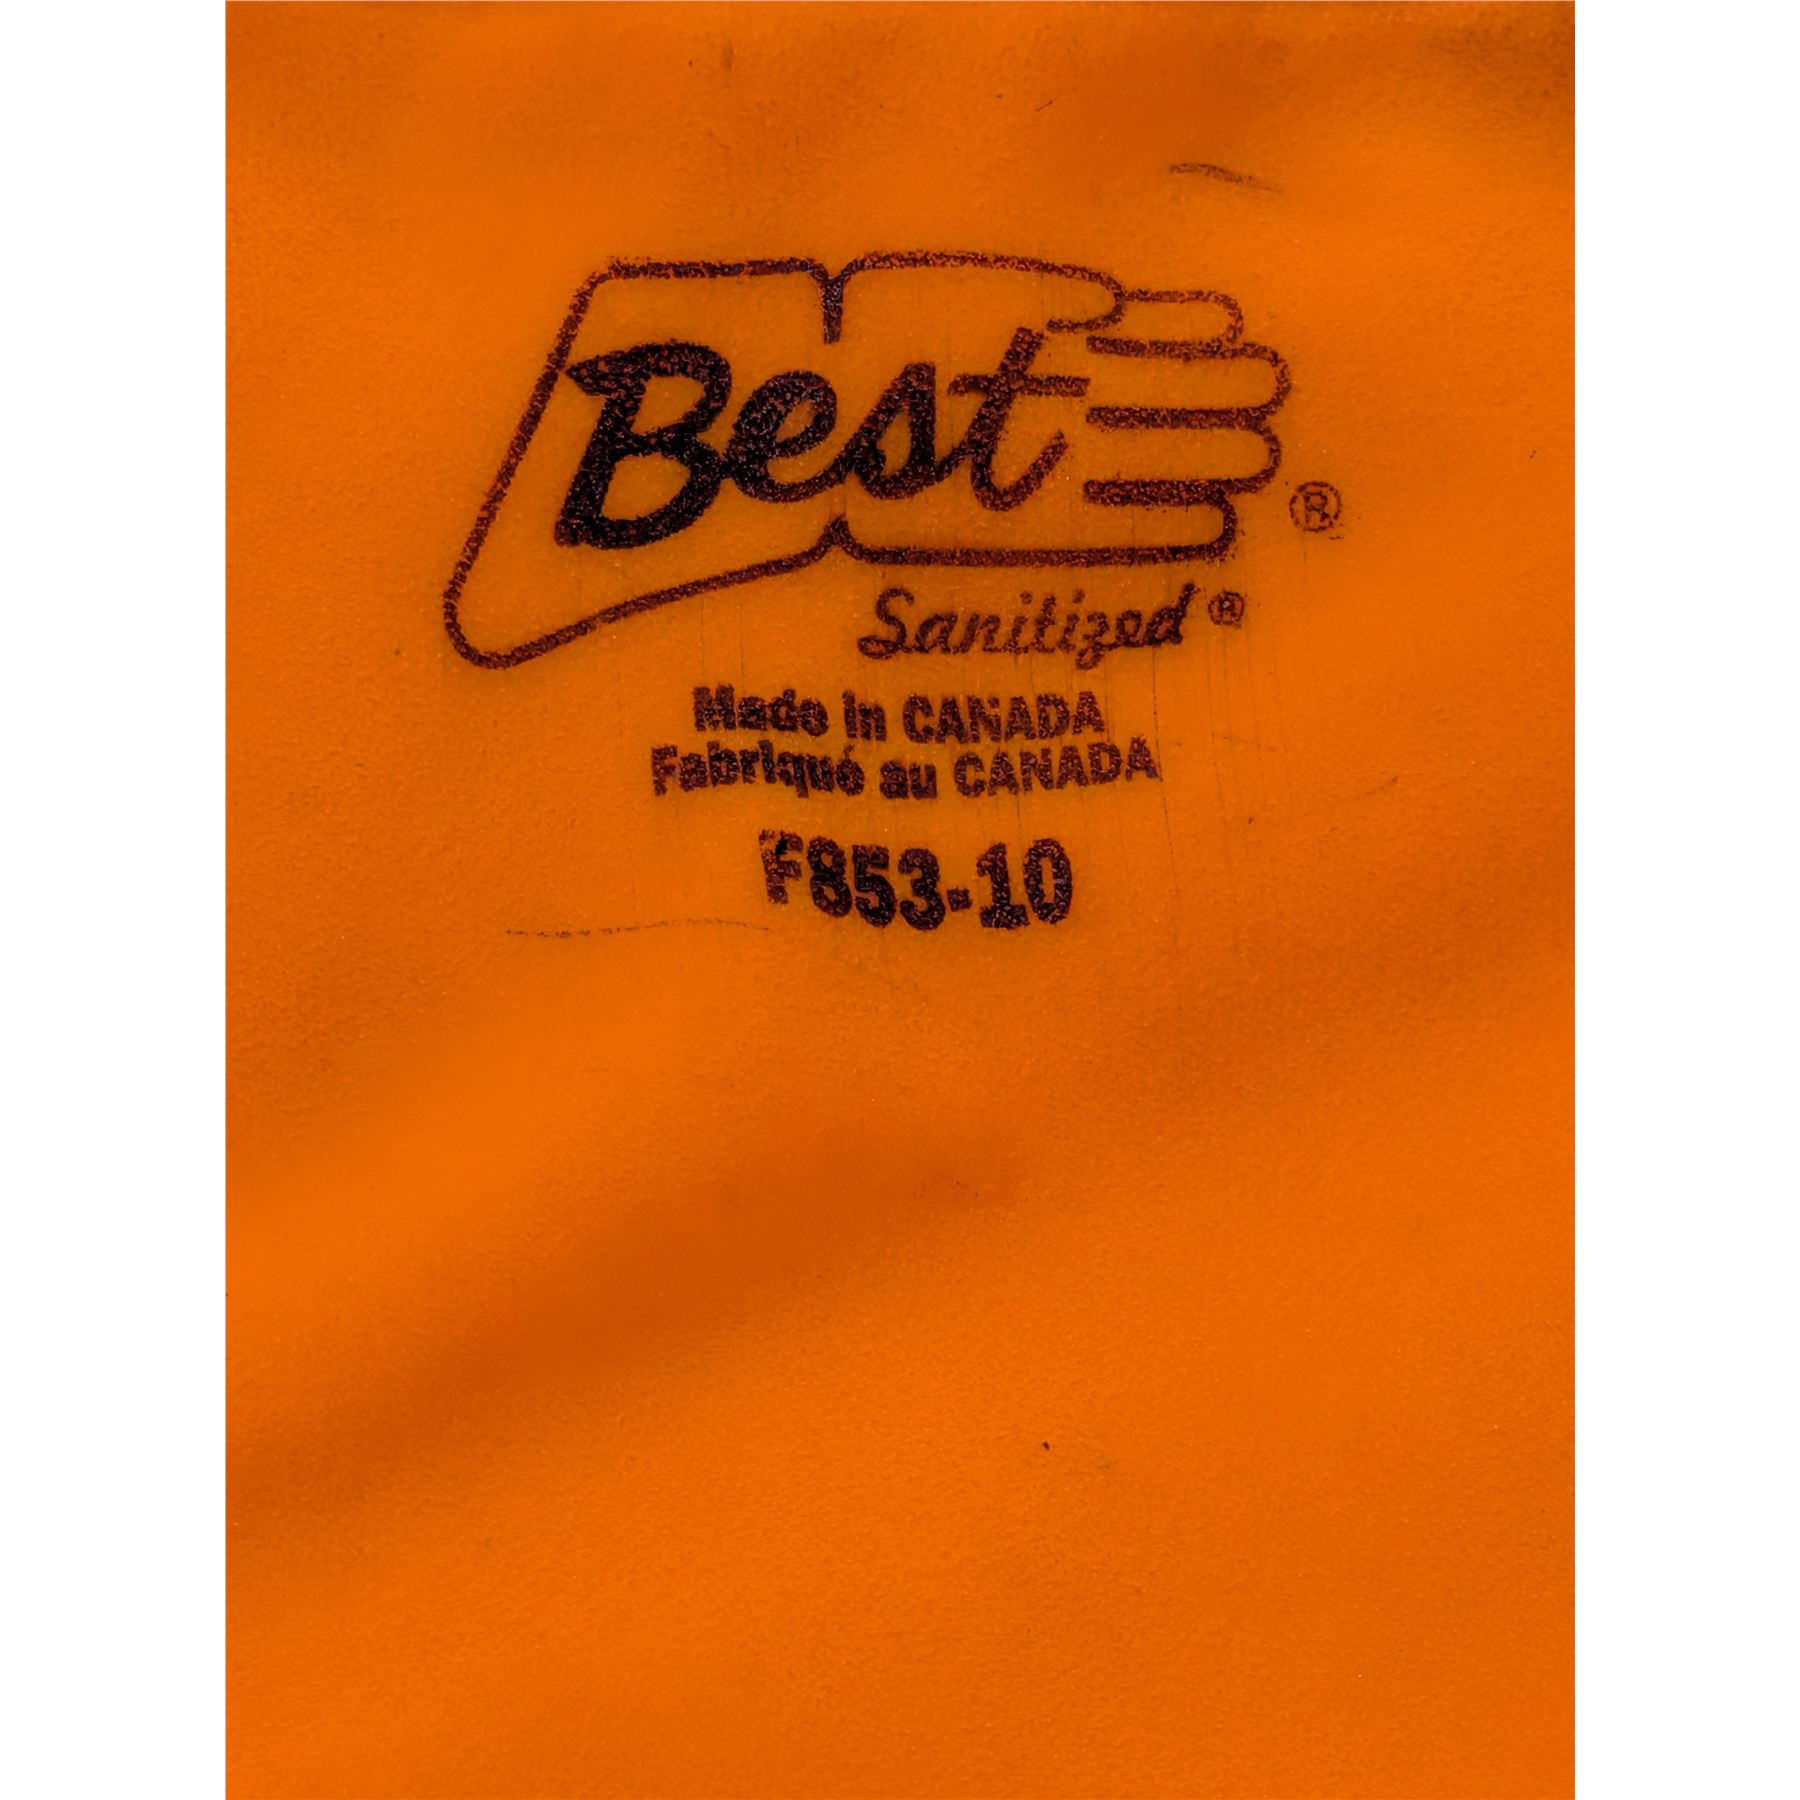 Best ®
Sanitized ®
Made in CANADA
Fabriqué au CANADA
F853-10